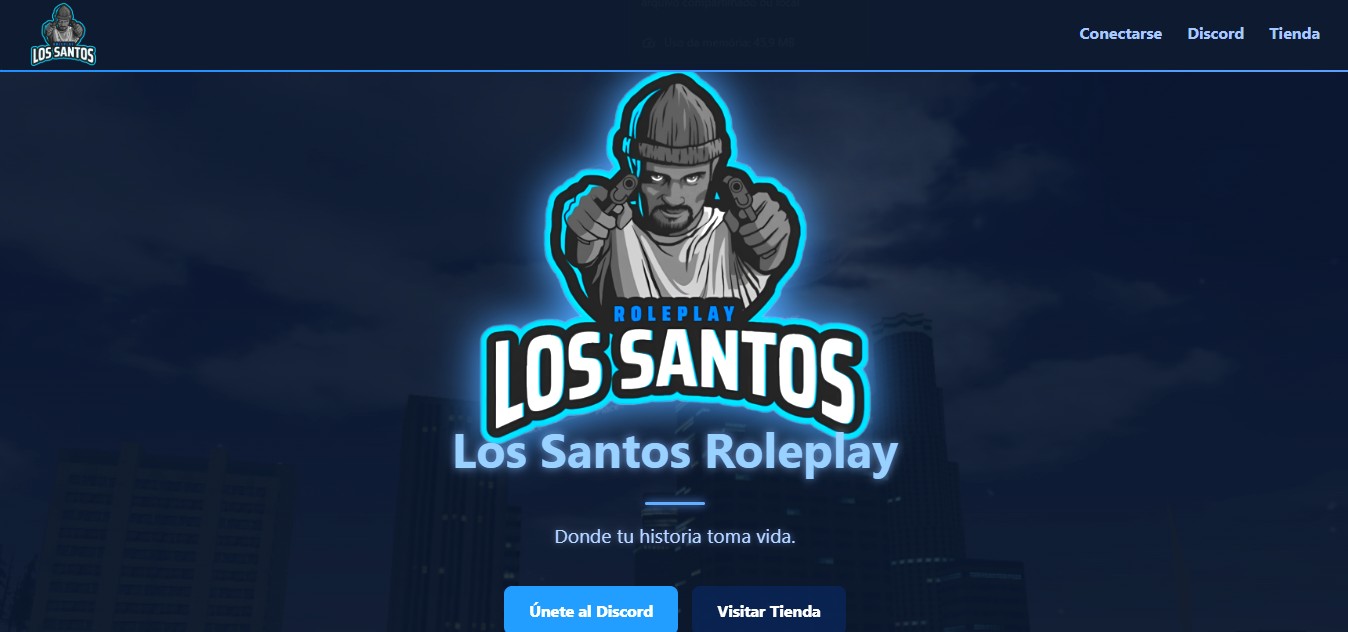 LOS SANTOS
Conectarse Discord Tienda
ROLEPLAY
LOS SANTOS
Los Santos Roleplay
Donde tu historia toma vida.
Únete al Discord Visitar Tienda